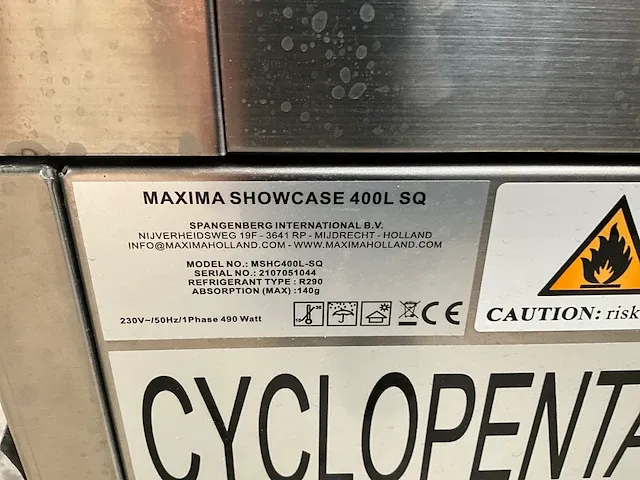 MAXIMA SHOWCASE 400L SQ
SPANGENBERG INTERNATIONAL B.V.
NIJVERHEIDSWEG 19F - 3641 RP - MIJDRECHT - HOLLAND
INFO@MAXIMAHOLLAND.COM - WWW.MAXIMAHOLLAND.COM
MODEL NO.: MSHC400L-SQ
SERIAL NO.: 2107051044
REFRIGERANT TYPE : R290
ABSORPTION (MAX) : 140g
230V~/50Hz/1Phase 490 Watt
CE
CAUTION: risk
CYCLOPENTA